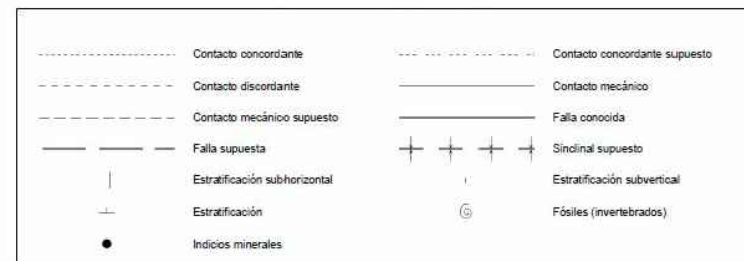 Contacto concordante
Contacto concordante supuesto
Contacto discordante
Contacto mecánico
Contacto mecánico supuesto
Falla conocida
Falla supuesta
Sinclinal supuesto
Estratificación subhorizontal
Estratificación subvertical
Estratificación
Fósiles (invertebrados)
Indicios minerales